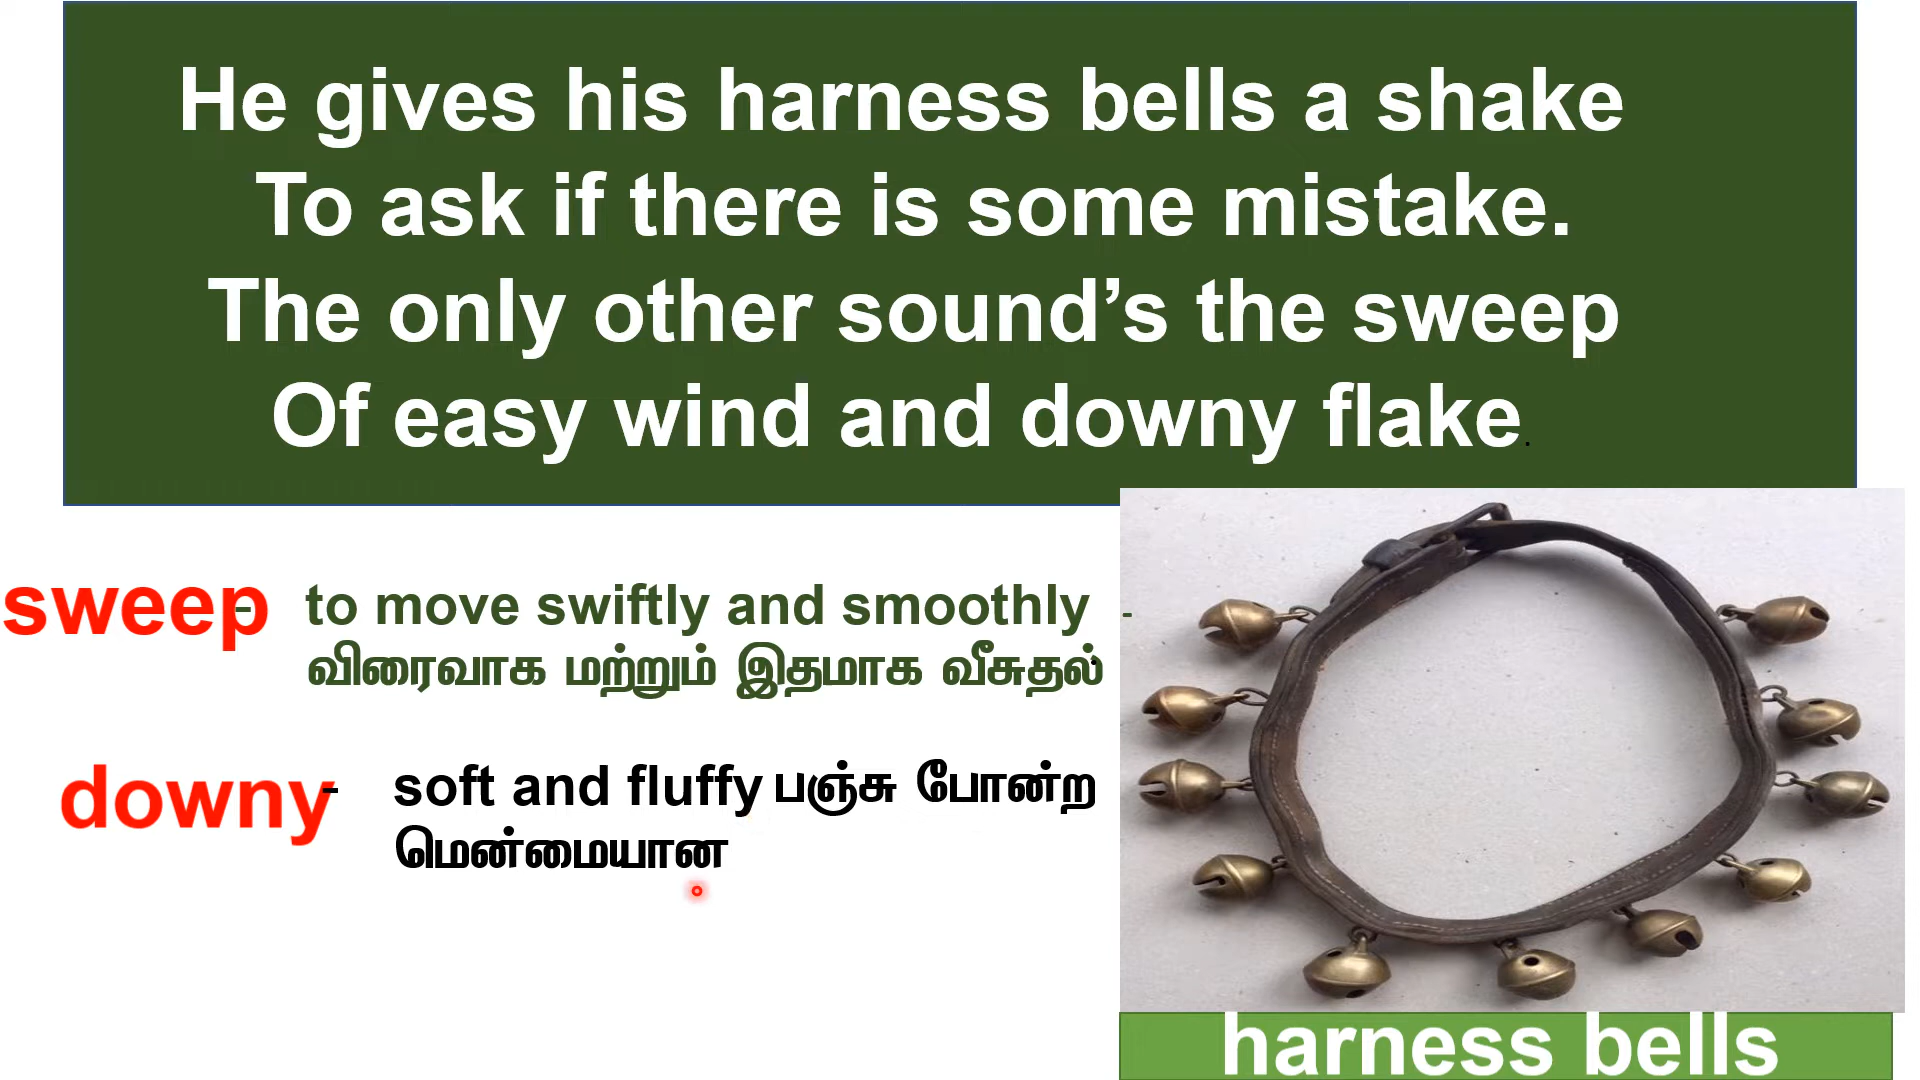 He gives his harness bells a shake
To ask if there is some mistake.
The only other sound’s the sweep
Of easy wind and downy flake.
sweep - to move swiftly and smoothly -
விரைவாக மற்றும் இதமாக வீசுதல்
downy - soft and fluffy பஞ்சு போன்ற
மென்மையான
harness bells